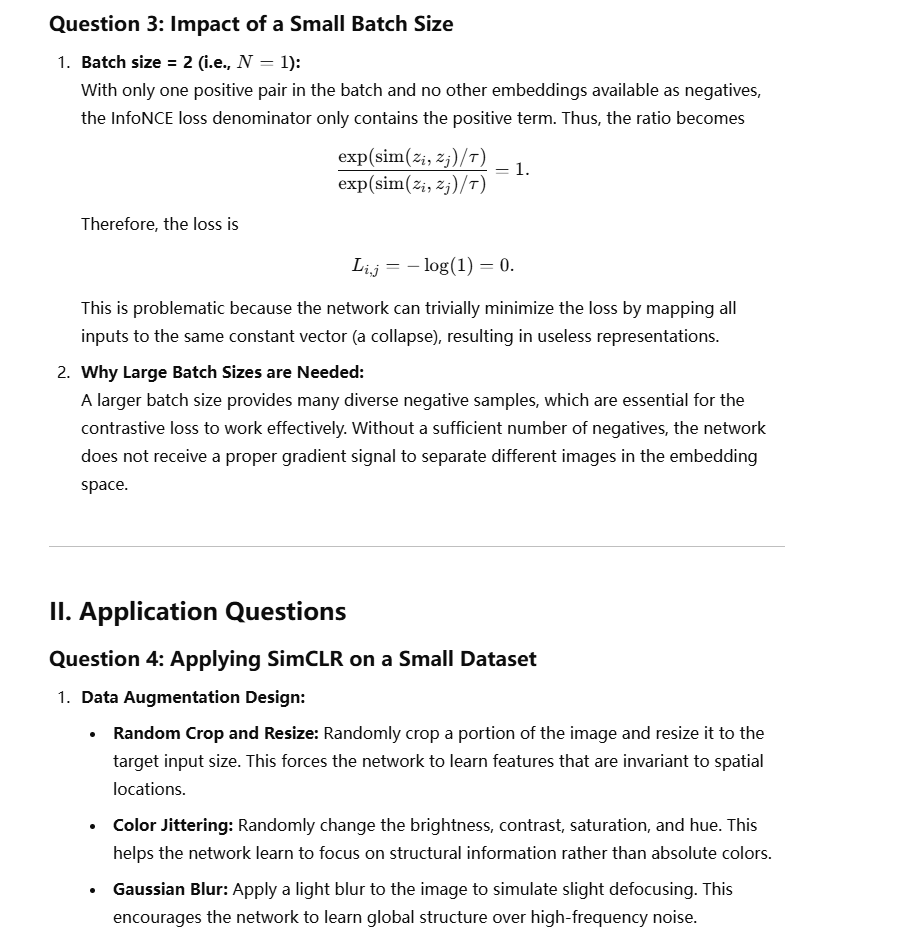 Question 3: Impact of a Small Batch Size
1. Batch size = 2 (i.e., N = 1):
With only one positive pair in the batch and no other embeddings available as negatives,
the InfoNCE loss denominator only contains the positive term. Thus, the ratio becomes
exp(sim(z_i, z_j)/τ)
exp(sim(z_i, z_j)/τ) = 1.
Therefore, the loss is
L_{i,j} = − log(1) = 0.
This is problematic because the network can trivially minimize the loss by mapping all
inputs to the same constant vector (a collapse), resulting in useless representations.
2. Why Large Batch Sizes are Needed:
A larger batch size provides many diverse negative samples, which are essential for the
contrastive loss to work effectively. Without a sufficient number of negatives, the network
does not receive a proper gradient signal to separate different images in the embedding
space.
II. Application Questions
Question 4: Applying SimCLR on a Small Dataset
1. Data Augmentation Design:
• Random Crop and Resize: Randomly crop a portion of the image and resize it to the
target input size. This forces the network to learn features that are invariant to spatial
locations.
• Color Jittering: Randomly change the brightness, contrast, saturation, and hue. This
helps the network learn to focus on structural information rather than absolute colors.
• Gaussian Blur: Apply a light blur to the image to simulate slight defocusing. This
encourages the network to learn global structure over high-frequency noise.